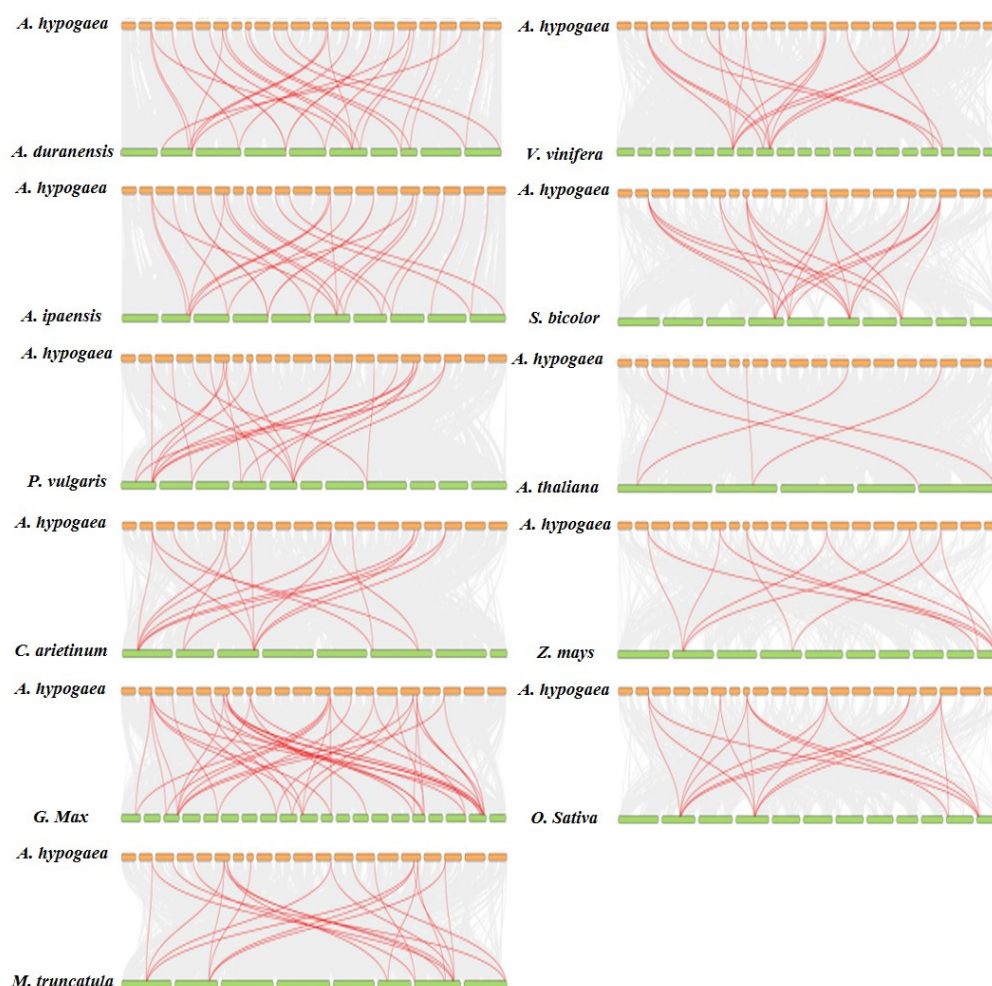 A. hypogaea
A. duranensis
A. hypogaea
A. ipaensis
A. hypogaea
P. vulgaris
A. hypogaea
C. arietinum
A. hypogaea
G. Max
A. hypogaea
M. truncatula
A. hypogaea
V. vinifera
A. hypogaea
S. bicolor
A. hypogaea
A. thaliana
A. hypogaea
Z. mays
A. hypogaea
O. Sativa